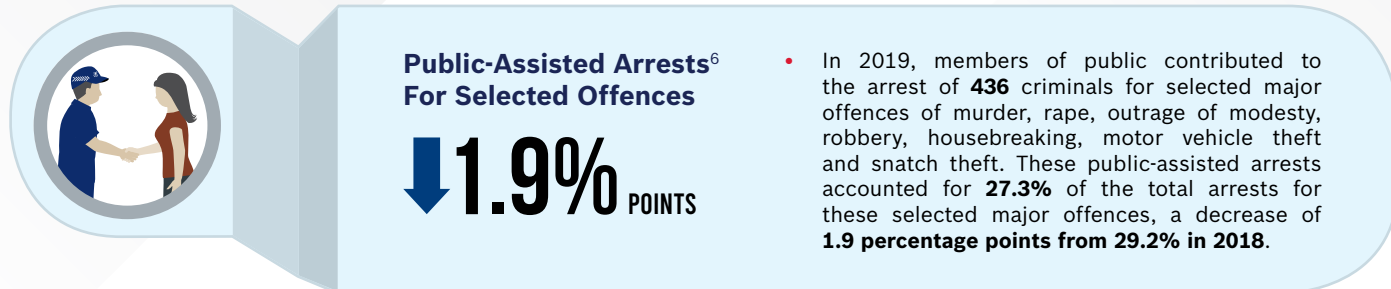 Public-Assisted Arrests6
For Selected Offences
1.9% POINTS
• In 2019, members of public contributed to
the arrest of 436 criminals for selected major
offences of murder, rape, outrage of modesty,
robbery, housebreaking, motor vehicle theft
and snatch theft. These public-assisted arrests
accounted for 27.3% of the total arrests for
these selected major offences, a decrease of
1.9 percentage points from 29.2% in 2018.